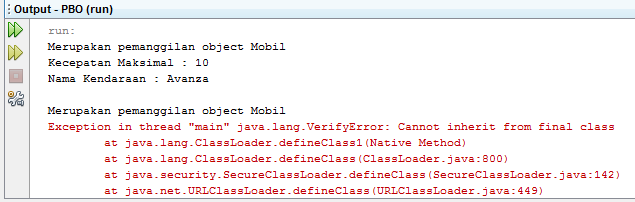 Output - PBO (run)
run:
Merupakan pemanggilan object Mobil
Kecepatan Maksimal : 10
Nama Kendaraan : Avanza
Merupakan pemanggilan object Mobil
Exception in thread "main" java.lang.VerifyError: Cannot inherit from final class
at java.lang.ClassLoader.defineClass1(Native Method)
at java.lang.ClassLoader.defineClass(ClassLoader.java:800)
at java.security.SecureClassLoader.defineClass(SecureClassLoader.java:142)
at java.net.URLClassLoader.defineClass(URLClassLoader.java:449)